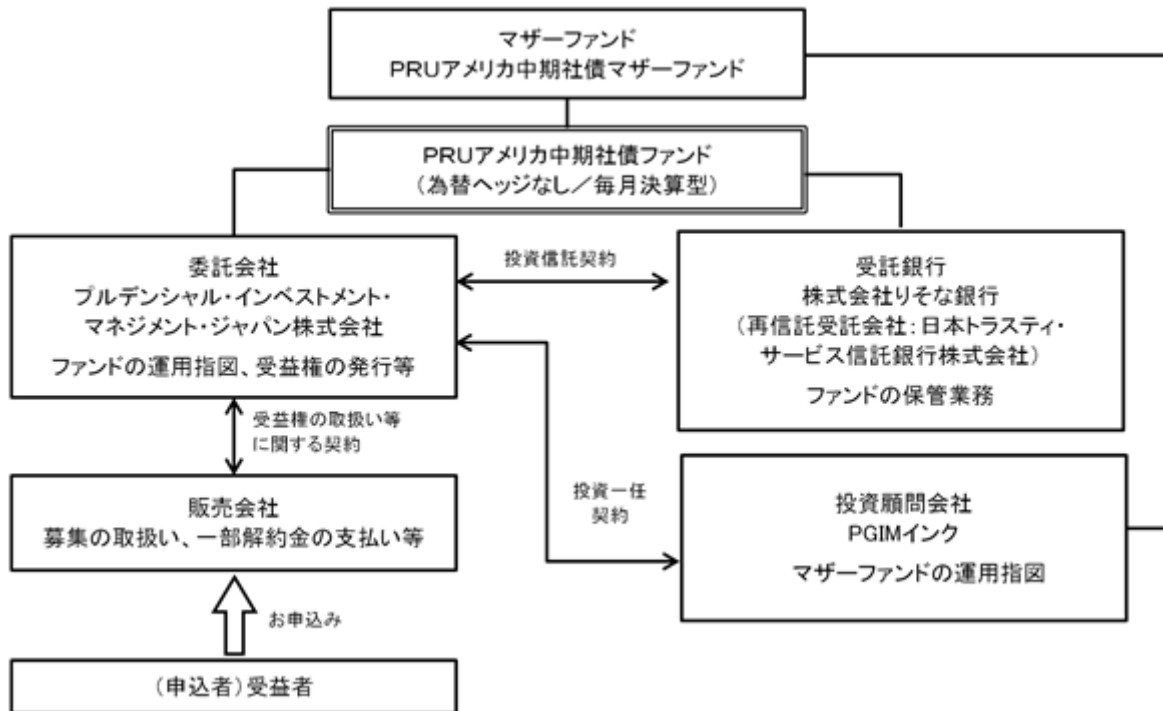 マザーファンド
PRUアメリカ中期社債マザーファンド
PRUアメリカ中期社債ファンド
（為替ヘッジなし／毎月決算型）
委託会社
プルデンシャル・インベストメント・
マネジメント・ジャパン株式会社
ファンドの運用指図、受益権の発行等
投資信託契約
受託銀行
株式会社りそな銀行
（再信託受託会社：日本トラスティ・
サービス信託銀行株式会社）
ファンドの保管業務
受益権の取扱い等
に関する契約
投資一任
契約
販売会社
募集の取扱い、一部解約金の支払い等
投資顧問会社
PGIMインク
マザーファンドの運用指図
お申込み
（申込者）受益者